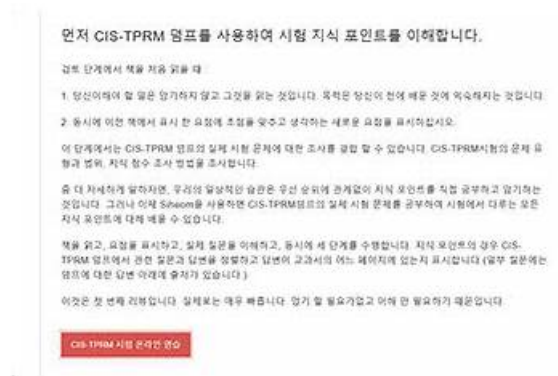 먼저 CIS-TPRM 덤프를 사용하여 시험 지식 포인트를 이해합니다.
검토 단계에서 책을 처음 읽을 때 :
1. 당신이해야 할 일은 암기하지 않고 그것을 읽는 것입니다. 목적은 당신이 전에 배운 것에 익숙해지는 것입니다.
2. 동시에 이전 책에서 표시 한 요점에 초점을 맞추고 생각하는 새로운 요점을 표시하십시오.
이 단계에서는 CIS-TPRM 덤프의 실제 시험 문제에 대한 조사를 결합 할 수 있습니다. CIS-TPRM시험의 문제 유
형과 범위, 지식 점수 조사 방법을 조사합니다.
좀 더 자세하게 말하자면, 우리의 일상적인 습관은 우선 순위에 관계없이 지식 포인트를 직접 공부하고 암기하는
것입니다. 그러나 이제 Siheom을 사용하면 CIS-TPRM덤프의 실제 시험 문제를 공부하여 시험에서 다루는 모든
지식 포인트에 대해 배울 수 있습니다.
책을 읽고, 요점을 표시하고, 실제 질문을 이해하고, 동시에 세 단계를 수행합니다. 지식 포인트의 경우 CIS-
TPRM 덤프에서 관련 질문과 답변을 정렬하고 답변이 교과서의 어느 페이지에 있는지 표시합니다 (일부 질문에는
덤프에 대한 답변 아래에 출처가 있습니다.)
이것은 첫 번째 리뷰입니다. 실제로는 매우 빠릅니다. 암기 할 필요가없고 이해 만 필요하기 때문입니다.
CIS-TPRM 시험 온라인 연습